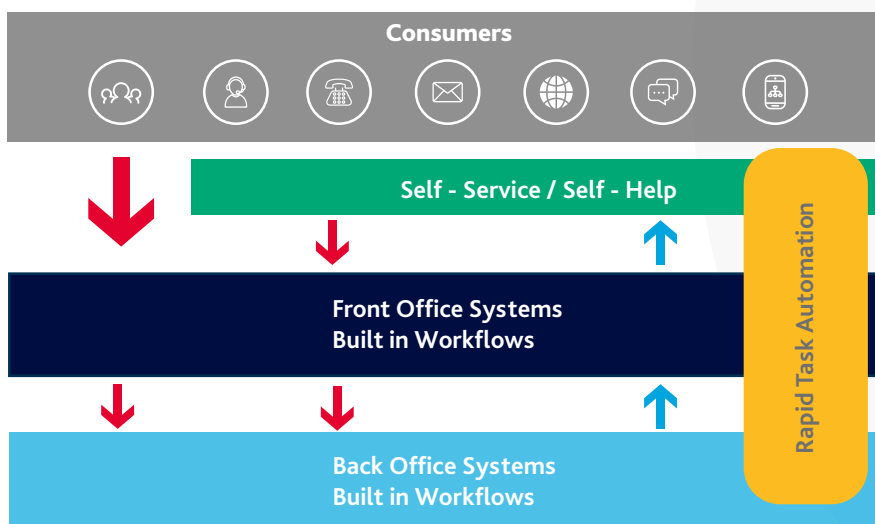 Consumers
Self - Service / Self - Help
Front Office Systems
Built in Workflows
Back Office Systems
Built in Workflows
Rapid Task Automation